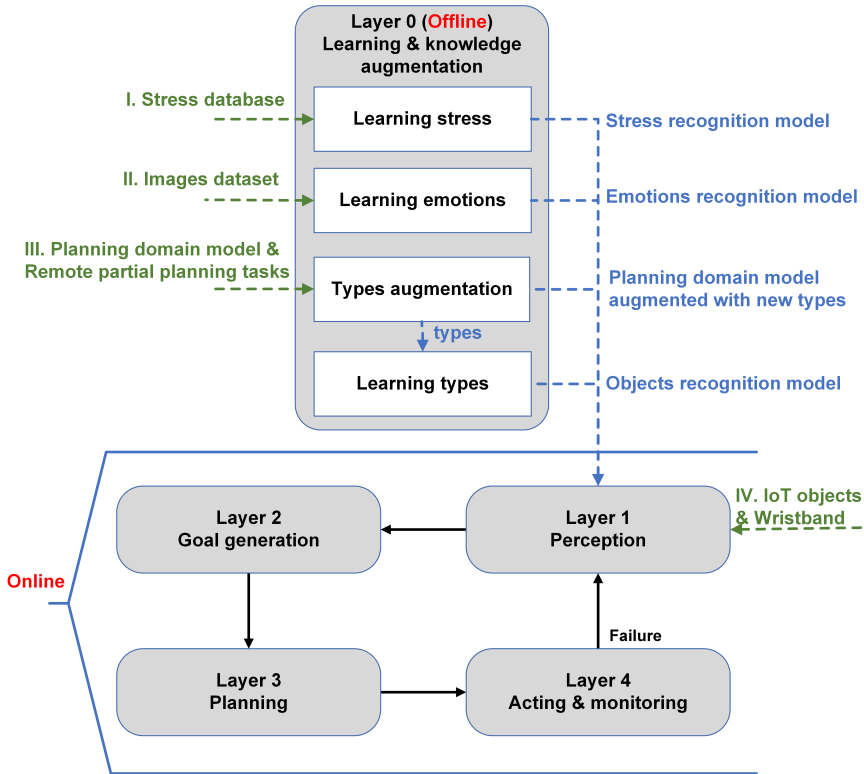 Layer 0 (Offline)
Learning & knowledge
augmentation
I. Stress database
Learning stress
Stress recognition model
II. Images dataset
Learning emotions
Emotions recognition model
III. Planning domain model &
Remote partial planning tasks
Types augmentation
Planning domain model
augmented with new types
types
Learning types
Objects recognition model
IV. IoT objects
& Wristband
Layer 2
Goal generation
Layer 1
Perception
Online
Failure
Layer 3
Planning
Layer 4
Acting & monitoring